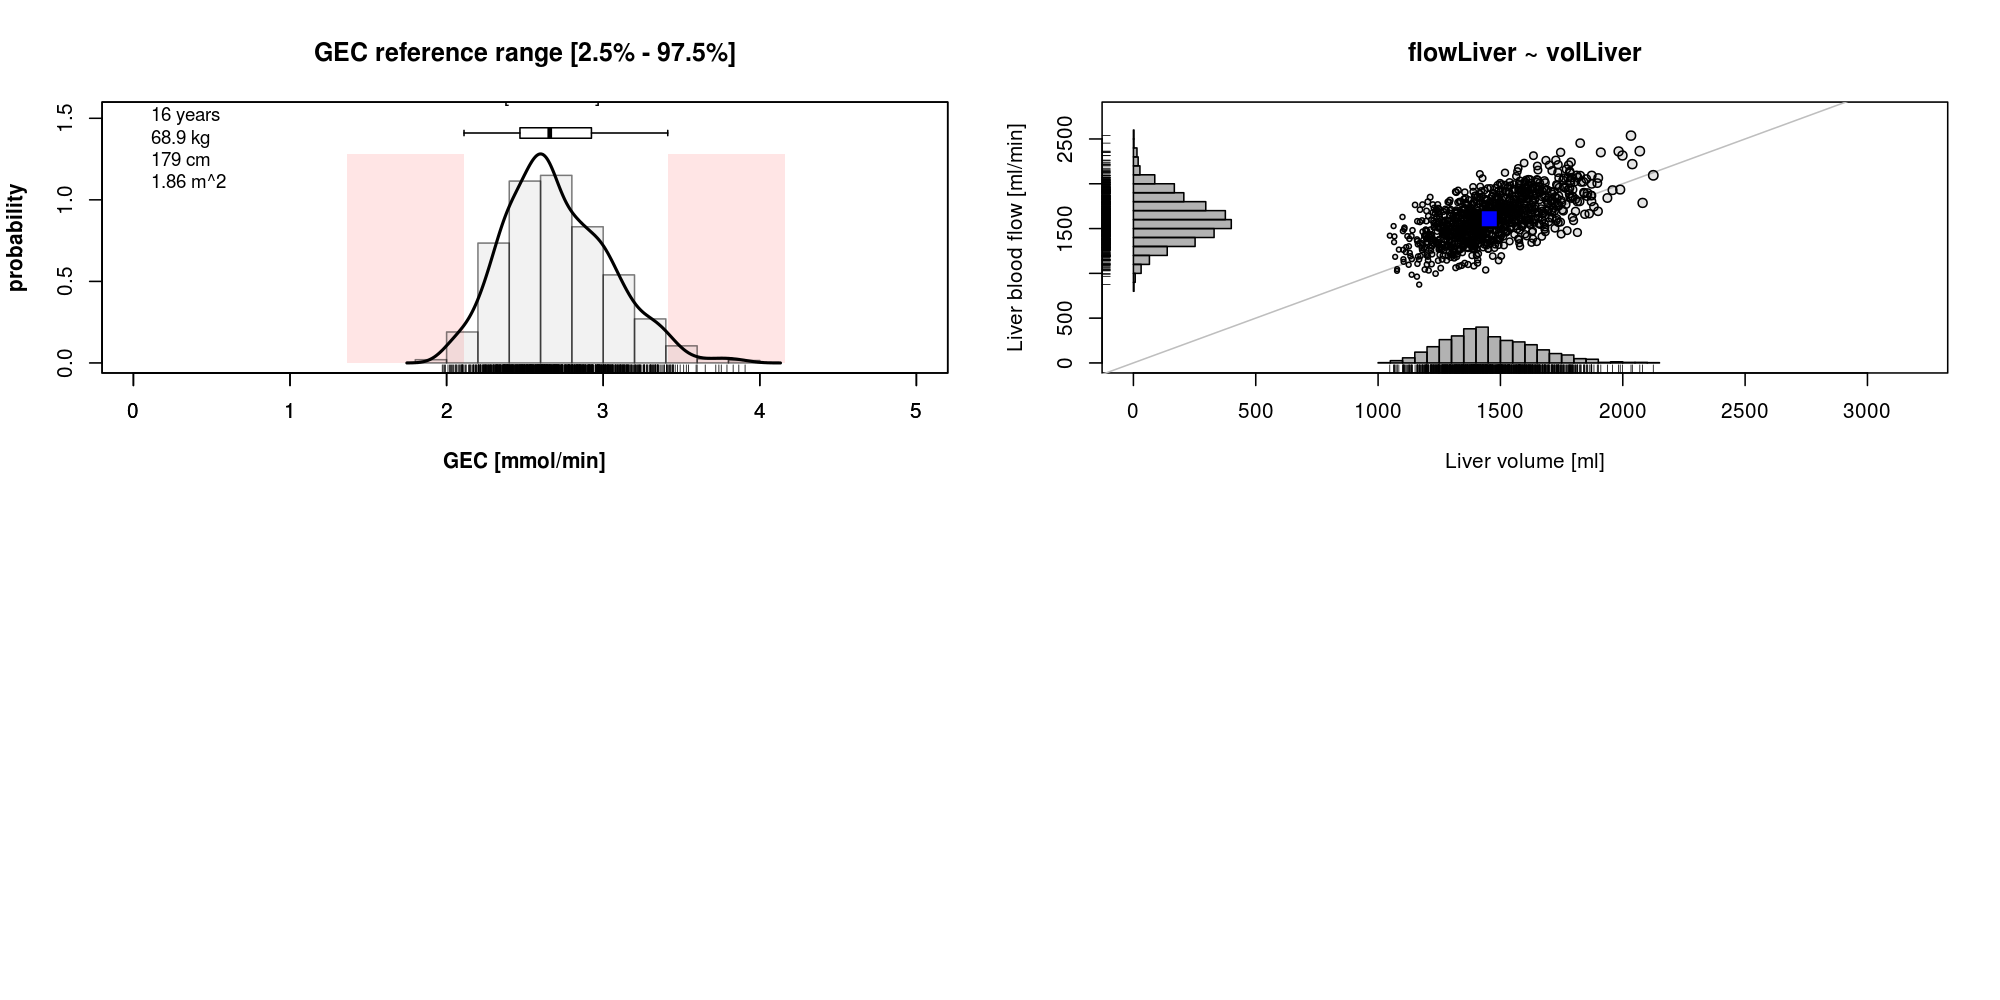 GEC reference range [2.5% - 97.5%]
16 years
68.9 kg
179 cm
1.86 m^2
probability
0.0
0.5
1.0
1.5
0 1 2 3 4 5
GEC [mmol/min]
flowLiver ~ volLiver
Liver blood flow [ml/min]
0
500
1500
2500
0 500 1000 1500 2000 2500 3000
Liver volume [ml]